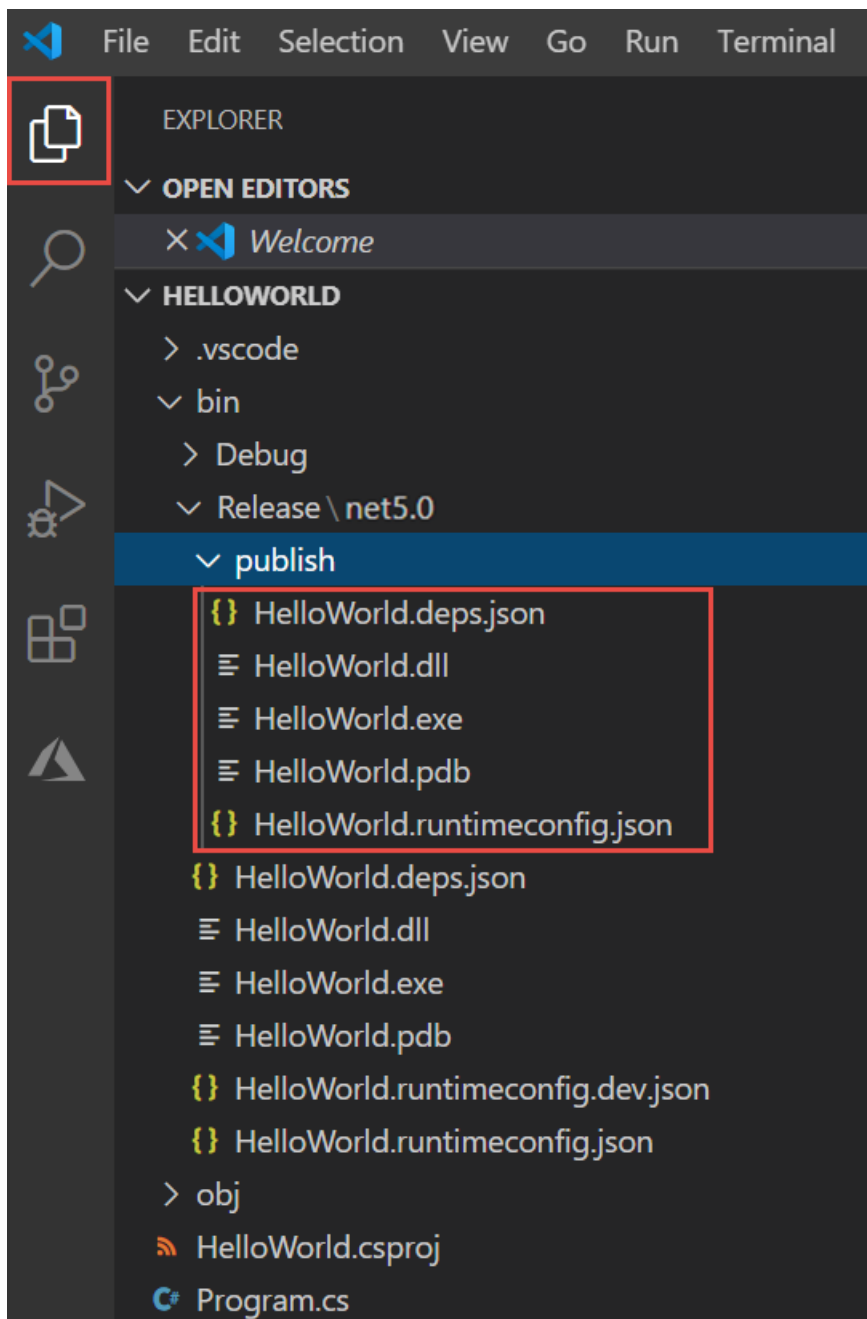 File Edit Selection View Go Run Terminal
EXPLORER
OPEN EDITORS
Welcome
HELLOWORLD
.vscode
bin
Debug
Release \ net5.0
publish
{} HelloWorld.deps.json
HelloWorld.dll
HelloWorld.exe
HelloWorld.pdb
{} HelloWorld.runtimeconfig.json
{} HelloWorld.deps.json
HelloWorld.dll
HelloWorld.exe
HelloWorld.pdb
{} HelloWorld.runtimeconfig.dev.json
{} HelloWorld.runtimeconfig.json
obj
HelloWorld.csproj
C# Program.cs